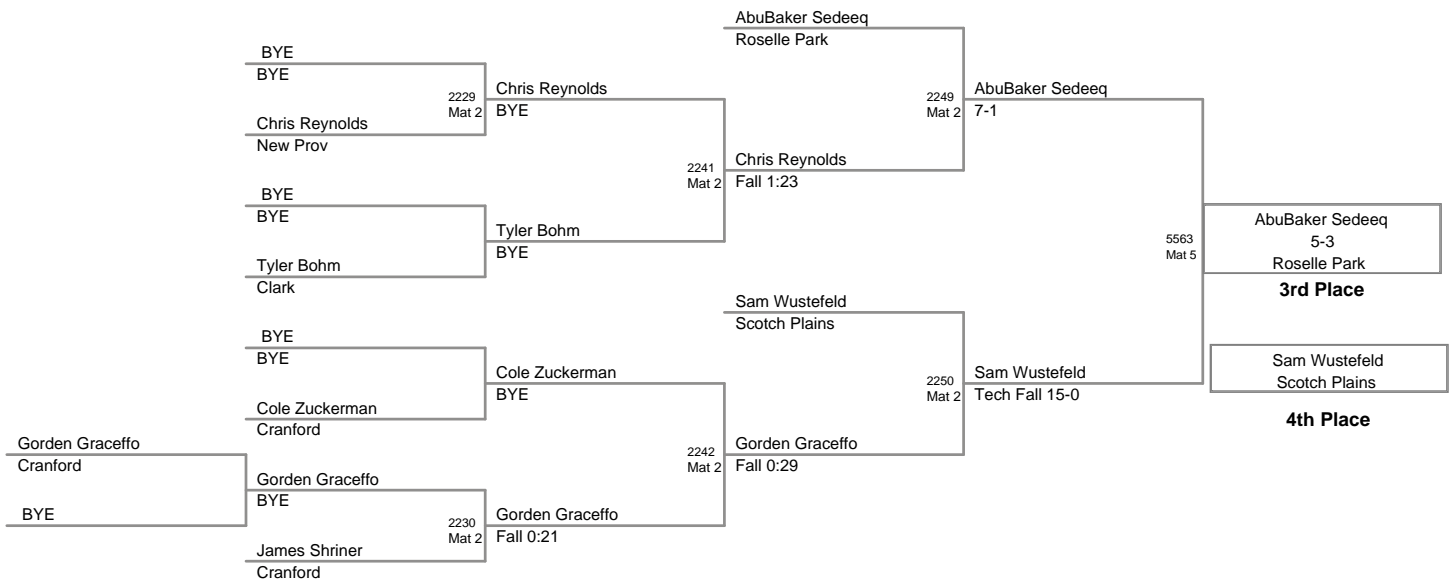 AbuBaker Sedeeq
Roselle Park
BYE
BYE
2229
Mat 2
Chris Reynolds
BYE
2249
Mat 2
AbuBaker Sedeeq
7-1
Chris Reynolds
New Prov
2241
Mat 2
Chris Reynolds
Fall 1:23
BYE
BYE
Tyler Bohm
BYE
5563
Mat 5
AbuBaker Sedeeq
5-3
Roselle Park
3rd Place
Tyler Bohm
Clark
Sam Wustefeld
Scotch Plains
BYE
BYE
Cole Zuckerman
BYE
2250
Mat 2
Sam Wustefeld
Tech Fall 15-0
Sam Wustefeld
Scotch Plains
4th Place
Cole Zuckerman
Cranford
Gorden Graceffo
Cranford
2242
Mat 2
Gorden Graceffo
Fall 0:29
Gorden Graceffo
BYE
BYE
2230
Mat 2
Gorden Graceffo
Fall 0:21
James Shriner
Cranford